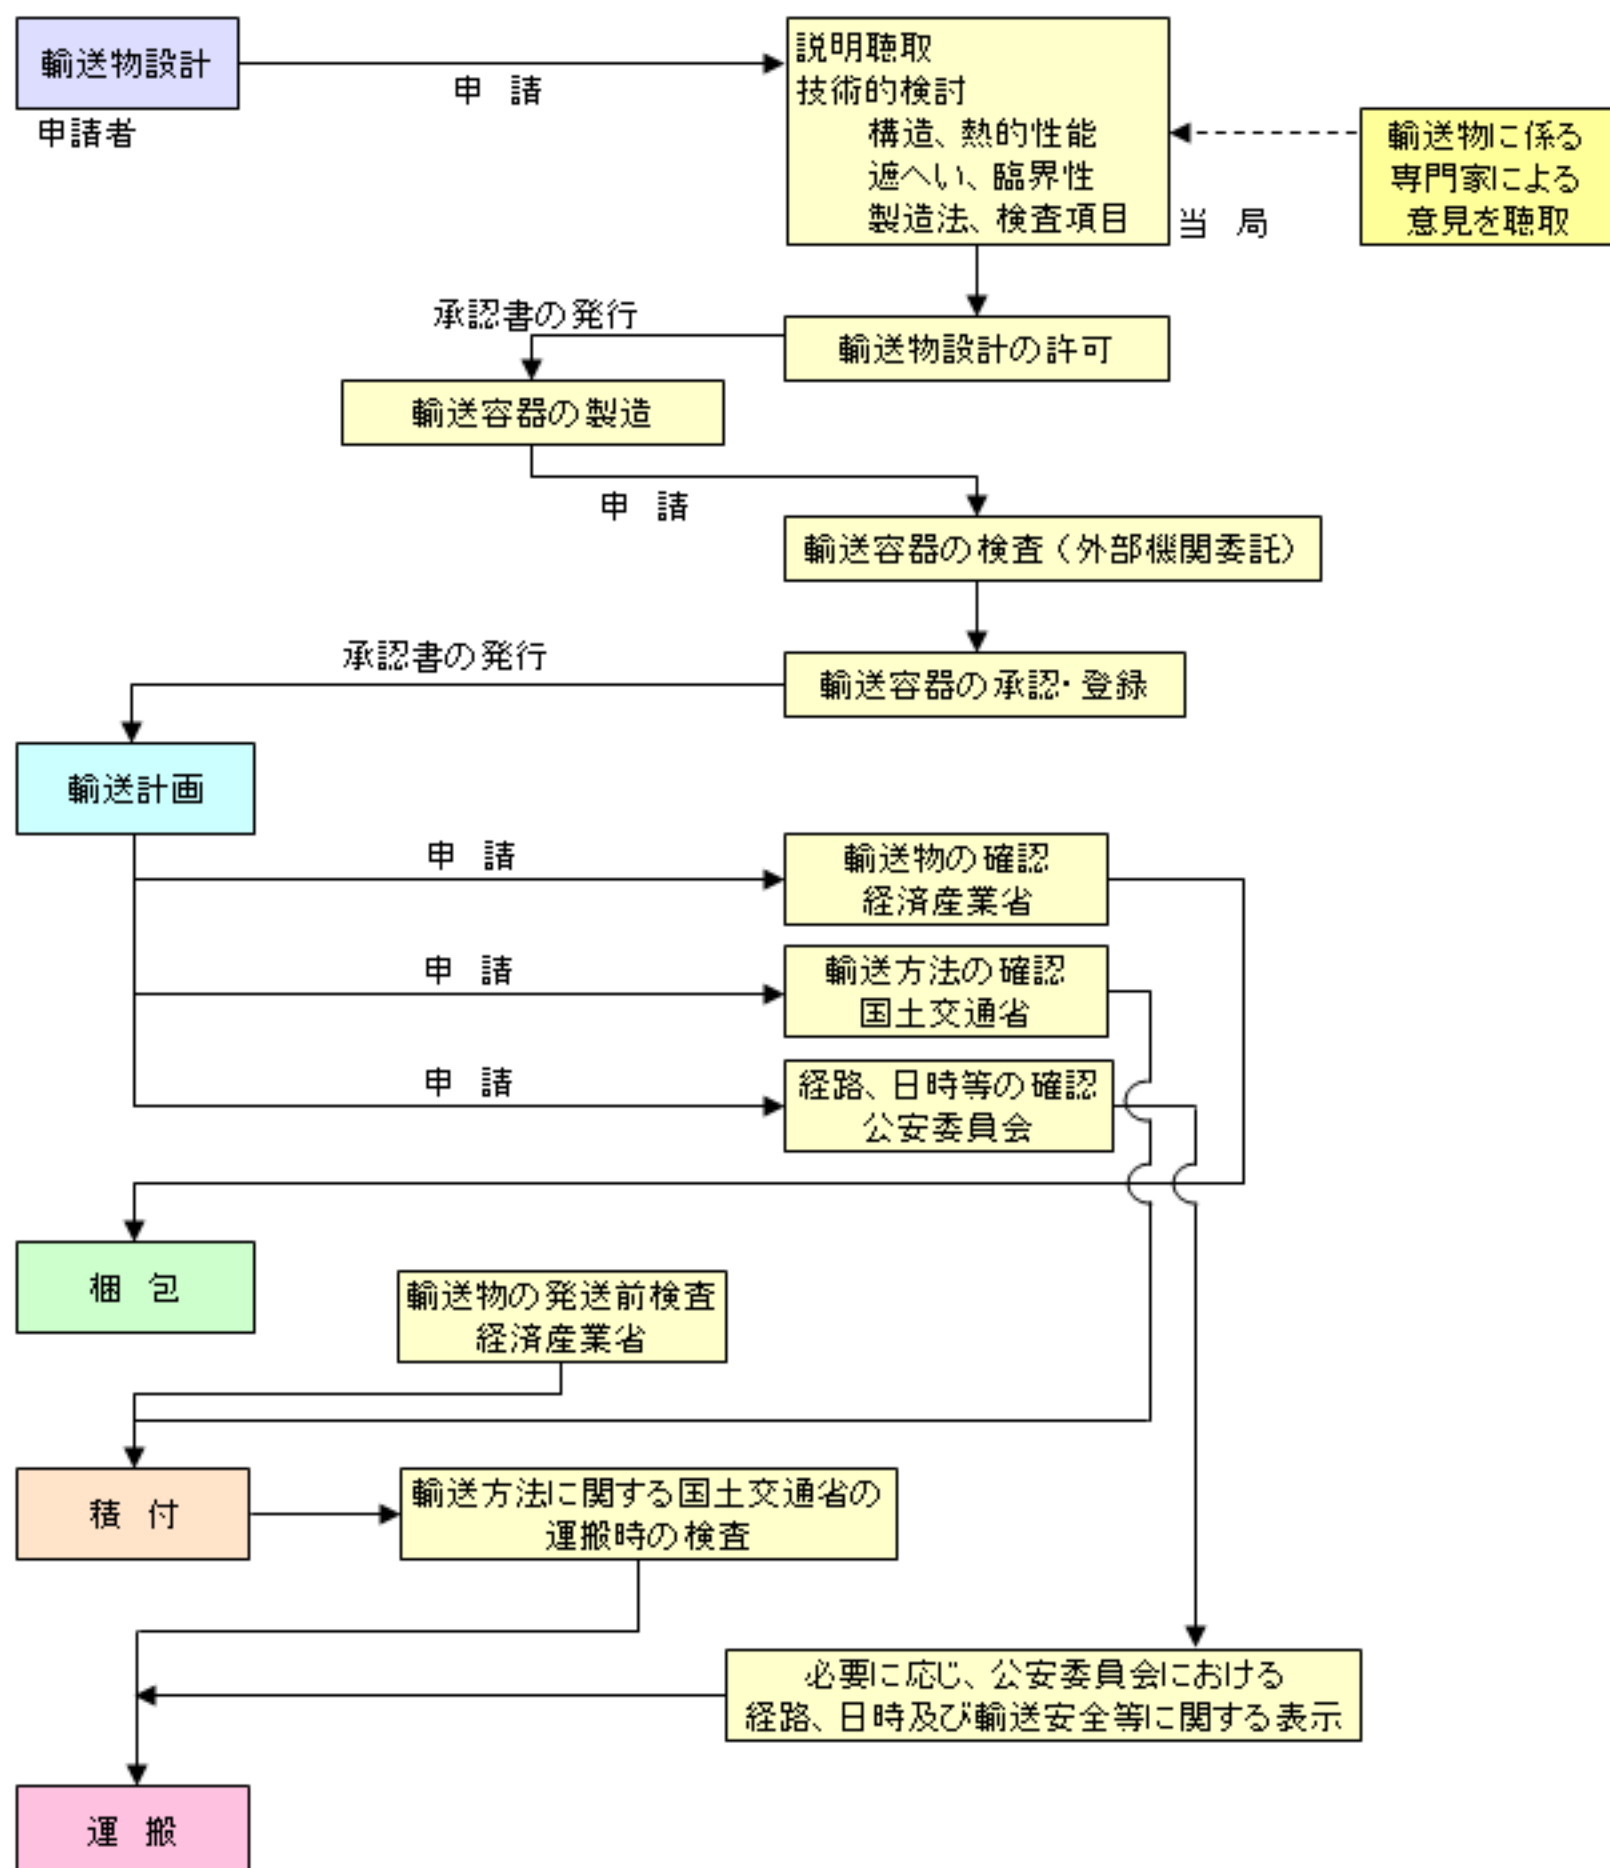 輸送物設計
申請者
申 請
説明聴取
技術的検討
構造、熱的性能
遮へい、臨界性
製造法、検査項目
当 局
輸送物に係る
専門家による
意見を聴取
承認書の発行
輸送物設計の許可
輸送容器の製造
申 請
輸送容器の検査(外部機関委託)
承認書の発行
輸送容器の承認・登録
輸送計画
申 請
輸送物の確認
経済産業省
申 請
輸送方法の確認
国土交通省
申 請
経路、日時等の確認
公安委員会
梱 包
輸送物の発送前検査
経済産業省
積 付
輸送方法に関する国土交通省の
運搬時の検査
必要に応じ、公安委員会における
経路、日時及び輸送安全等に関する表示
運 搬